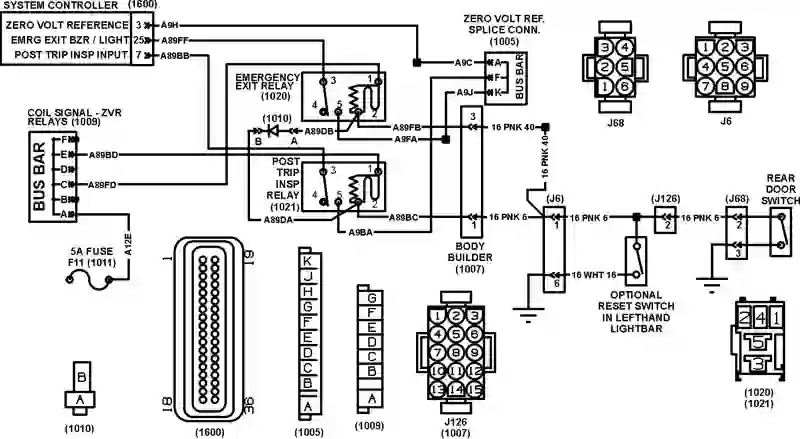 SYSTEM CONTROLLER (1600)
ZERO VOLT REFERENCE 3 A9H
EMRG EXIT BZR / LIGHT 25 A89FF
POST TRIP INSP INPUT 7 A89BB
ZERO VOLT REF.
SPLICE CONN.
(1005)
A9C A
F
A9J K
BUS BAR
EMERGENCY
EXIT RELAY
(1020)
3 1
4 5 2
COIL SIGNAL - ZVR
RELAYS (1009)
BUS BAR
F
E A89BD
D
C A89FD
B
A
A12E
(1010)
B A
A89DB
A89FB
A9FA
POST
TRIP
INSP
RELAY
(1021)
3 1
4 5 2
A89DA
A9BA
A89BC
3
16 PNK 40
16 PNK 40
1
16 PNK 6
BODY
BUILDER
(1007)
(J6)
1
6
16 PNK 6
16 WHT 16
OPTIONAL
RESET SWITCH
IN LEFTHAND
LIGHTBAR
(J126)
2
16 PNK 6
(J68)
2
3
REAR
DOOR
SWITCH
5A FUSE
F11 (1011)
3 4
2 5
1 6
J68
1 2 3
4 5 6
7 8 9
J6
B
A
(1010)
1 19
18 36
(1600)
K
J
H
G
F
E
D
C
B
A
(1005)
G
F
E
D
C
B
A
(1009)
1 2 3
4 5 6
7 8 9
10 11 12
13 14 15
J126
(1007)
2 4 1
5
3
(1020)
(1021)